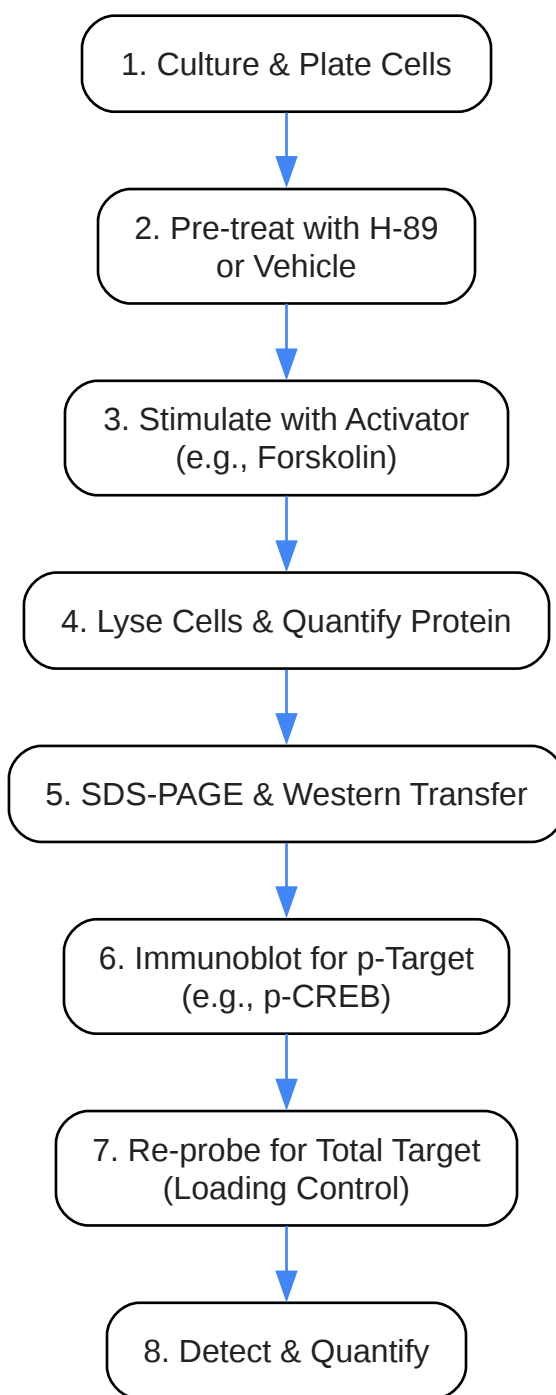 1. Culture & Plate Cells
2. Pre-treat with H-89
or Vehicle
3. Stimulate with Activator
(e.g., Forskolin)
4. Lyse Cells & Quantify Protein
5. SDS-PAGE & Western Transfer
6. Immunoblot for p-Target
(e.g., p-CREB)
7. Re-probe for Total Target
(Loading Control)
8. Detect & Quantify